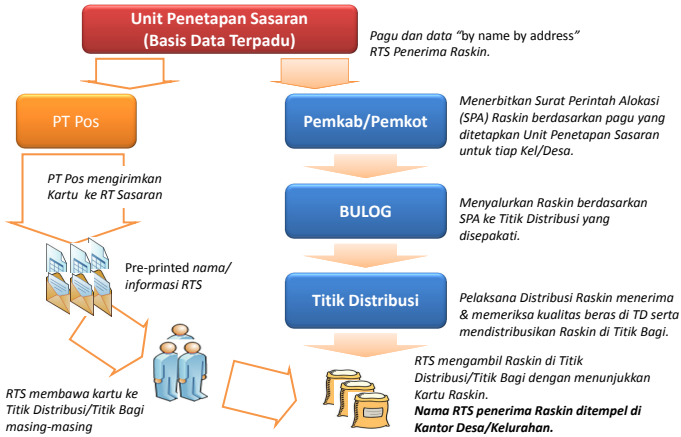 Unit Penetapan Sasaran
(Basis Data Terpadu)
Pagu dan data “by name by address”
RTS Penerima Raskin.
PT Pos
Pemkab/Pemkot
Menerbitkan Surat Perintah Alokasi
(SPA) Raskin berdasarkan pagu yang
ditetapkan Unit Penetapan Sasaran
untuk tiap Kel/Desa.
PT Pos mengirimkan
Kartu ke RT Sasaran
BULOG
Menyalurkan Raskin berdasarkan
SPA ke Titik Distribusi yang
disepakati.
Pre-printed nama/
informasi RTS
Titik Distribusi
Pelaksana Distribusi Raskin menerima
& memeriksa kualitas beras di TD serta
mendistribusikan Raskin di Titik Bagi.
RTS membawa kartu ke
Titik Distribusi/Titik Bagi
masing-masing
RTS mengambil Raskin di Titik
Distribusi/Titik Bagi dengan menunjukkan
Kartu Raskin.
Nama RTS penerima Raskin ditempel di
Kantor Desa/Kelurahan.